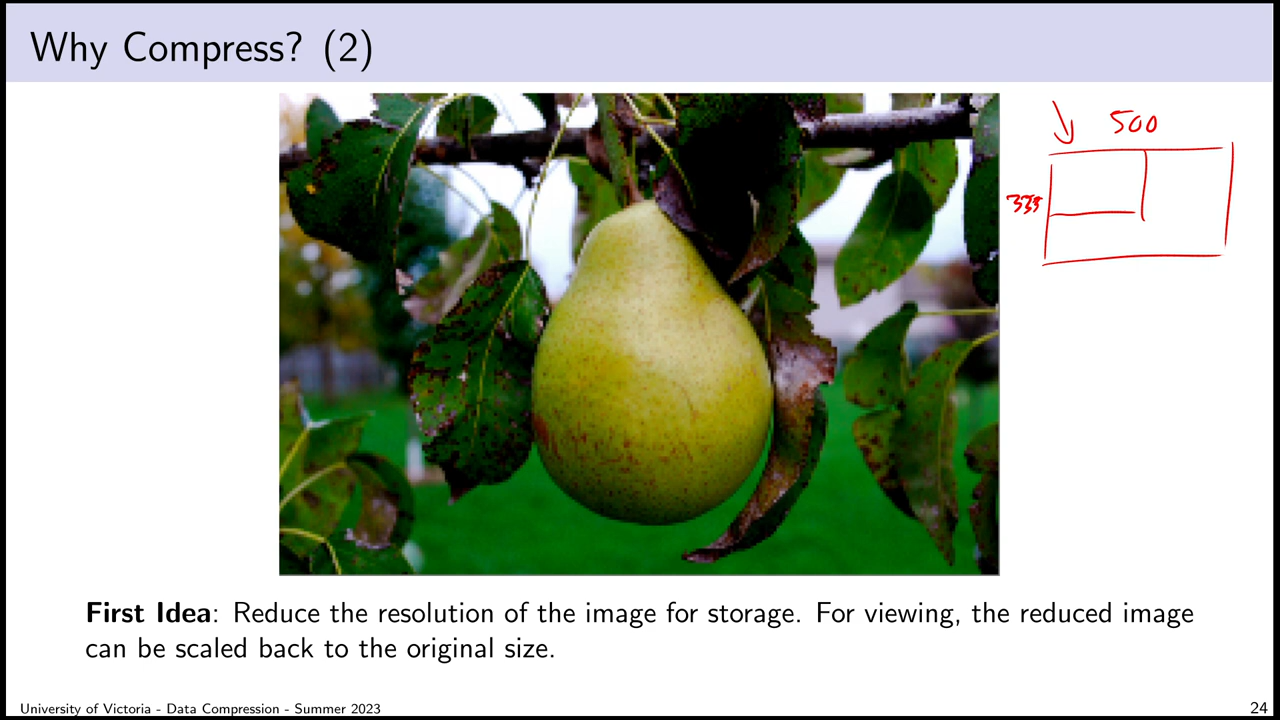 Why Compress? (2)
500
333
First Idea: Reduce the resolution of the image for storage. For viewing, the reduced image
can be scaled back to the original size.
University of Victoria - Data Compression - Summer 2023
24